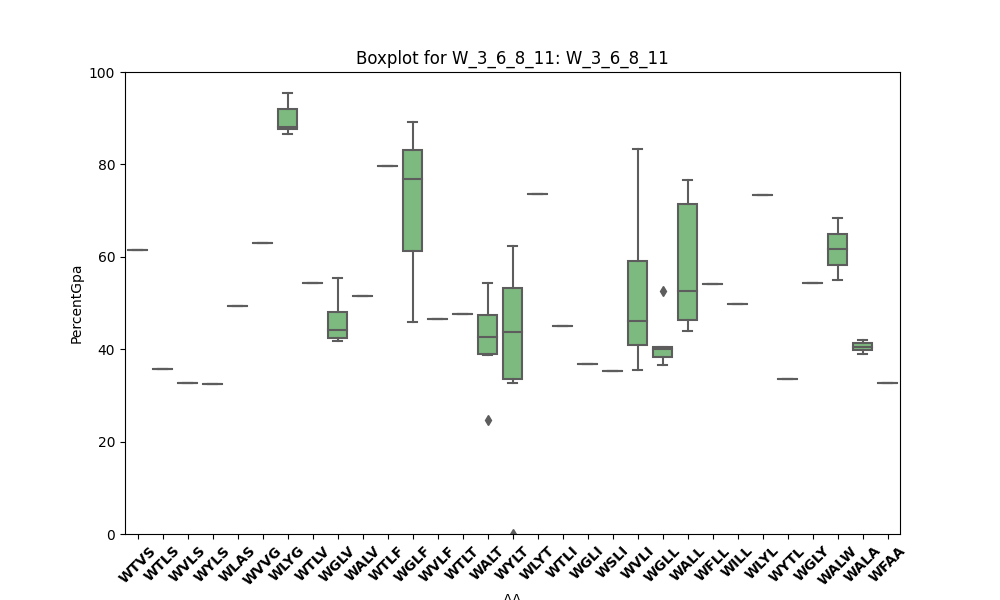 Boxplot for W_3_6_8_11: W_3_6_8_11
100
80
60
40
20
0
PercentGpa
WTVS WTLS WVLS WYLS WLAS WVVG WLYG WTLV WGLV WALV WTLF WGLF WVLF WTLT WALT WYLT WLYT WTLI WGLI WSLI WVLI WGLL WALL WFLL WILL WLYL WYTL WGLY WALW WALA WFAA
AA